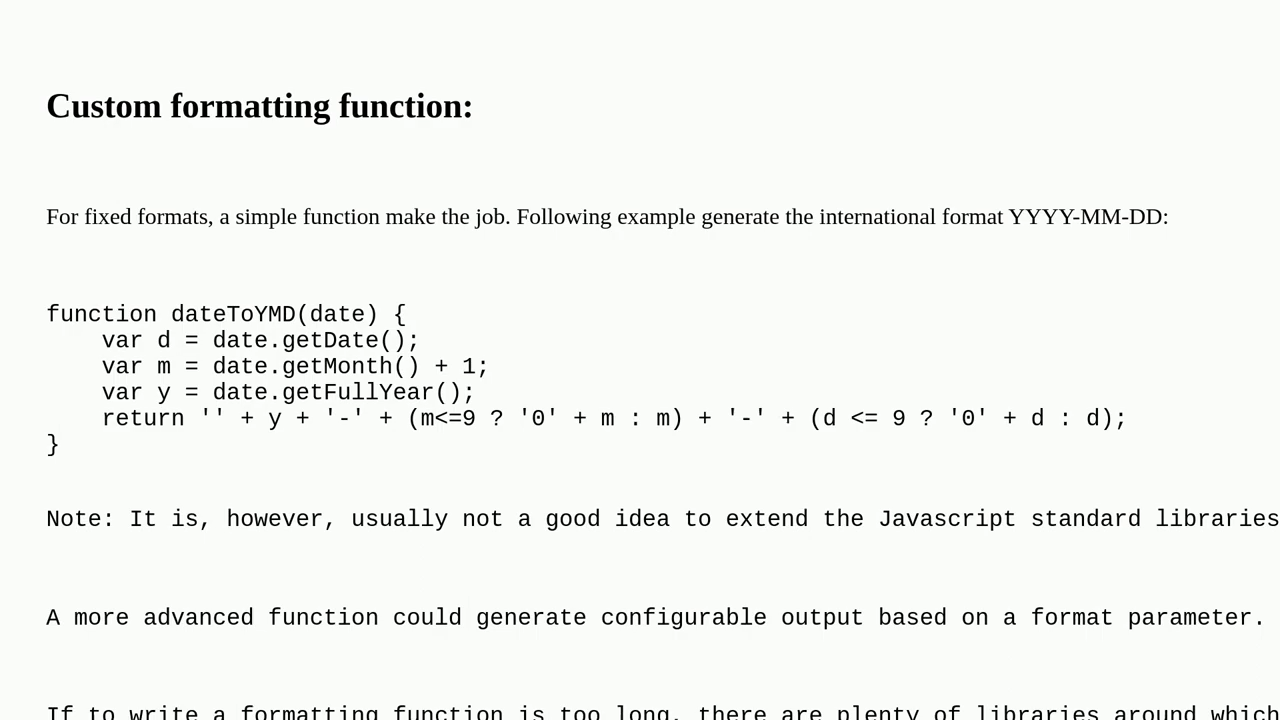 Custom formatting function:
For fixed formats, a simple function make the job. Following example generate the international format YYYY-MM-DD:
function dateToYMD(date) {
    var d = date.getDate();
    var m = date.getMonth() + 1;
    var y = date.getFullYear();
    return '' + y + '-' + (m<=9 ? '0' + m : m) + '-' + (d <= 9 ? '0' + d : d);
}
Note: It is, however, usually not a good idea to extend the Javascript standard libraries
A more advanced function could generate configurable output based on a format parameter.
If to write a formatting function is too long, there are plenty of libraries around which